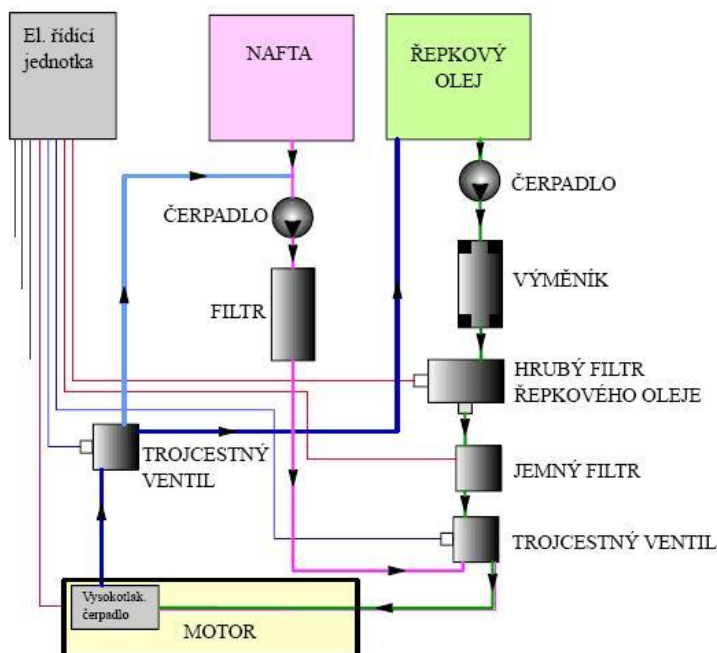 El. řídící
jednotka
NAFTA
ŘEPKOVÝ
OLEJ
ČERPADLO
ČERPADLO
VÝMĚNÍK
FILTR
HRUBÝ FILTR
ŘEPKOVÉHO OLEJE
TROJCESTNÝ
VENTIL
JEMNÝ FILTR
TROJCESTNÝ VENTIL
Vysokotlak.
čerpadlo
MOTOR